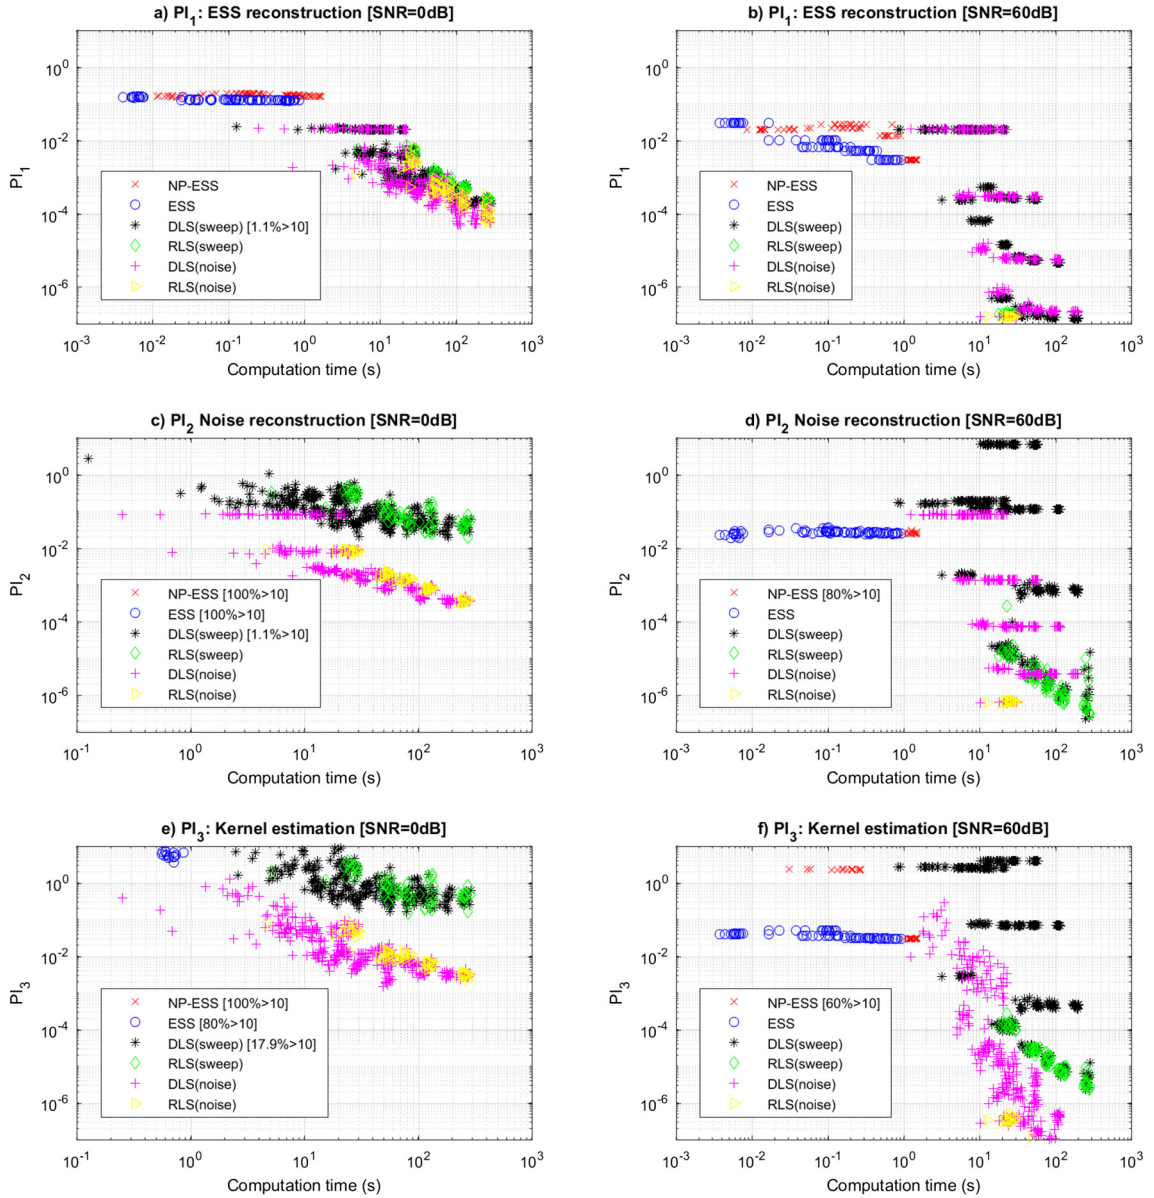 a) PI1: ESS reconstruction [SNR=0dB]
10^0
10^-2
10^-4
10^-6
PI1
NP-ESS
ESS
DLS(sweep) [1.1%>10]
RLS(sweep)
DLS(noise)
RLS(noise)
10^-3 10^-2 10^-1 10^0 10^1 10^2 10^3
Computation time (s)
b) PI1: ESS reconstruction [SNR=60dB]
10^0
10^-2
10^-4
10^-6
PI1
NP-ESS
ESS
DLS(sweep)
RLS(sweep)
DLS(noise)
RLS(noise)
10^-3 10^-2 10^-1 10^0 10^1 10^2 10^3
Computation time (s)
c) PI2 Noise reconstruction [SNR=0dB]
10^0
10^-2
10^-4
10^-6
PI2
NP-ESS [100%>10]
ESS [100%>10]
DLS(sweep) [1.1%>10]
RLS(sweep)
DLS(noise)
RLS(noise)
10^-1 10^0 10^1 10^2 10^3
Computation time (s)
d) PI2 Noise reconstruction [SNR=60dB]
10^0
10^-2
10^-4
10^-6
PI2
NP-ESS [80%>10]
ESS
DLS(sweep)
RLS(sweep)
DLS(noise)
RLS(noise)
10^-3 10^-2 10^-1 10^0 10^1 10^2 10^3
Computation time (s)
e) PI3: Kernel estimation [SNR=0dB]
10^0
10^-2
10^-4
10^-6
PI3
NP-ESS [100%>10]
ESS [80%>10]
DLS(sweep) [17.9%>10]
RLS(sweep)
DLS(noise)
RLS(noise)
10^-1 10^0 10^1 10^2 10^3
Computation time (s)
f) PI3: Kernel estimation [SNR=60dB]
10^0
10^-2
10^-4
10^-6
PI3
NP-ESS [60%>10]
ESS
DLS(sweep)
RLS(sweep)
DLS(noise)
RLS(noise)
10^-3 10^-2 10^-1 10^0 10^1 10^2 10^3
Computation time (s)